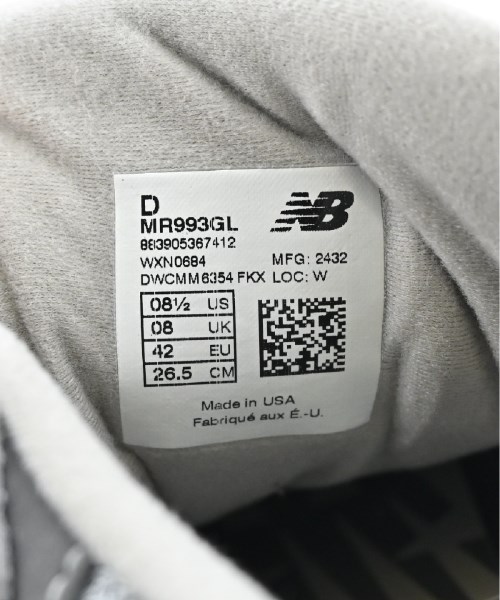 D
MR993GL NB
883905367412
WXN0684 MFG: 2432
DWCMM6354 FKX LOC: W
08½ US
08 UK
42 EU
26.5 CM
Made in USA
Fabriqué aux É.-U.